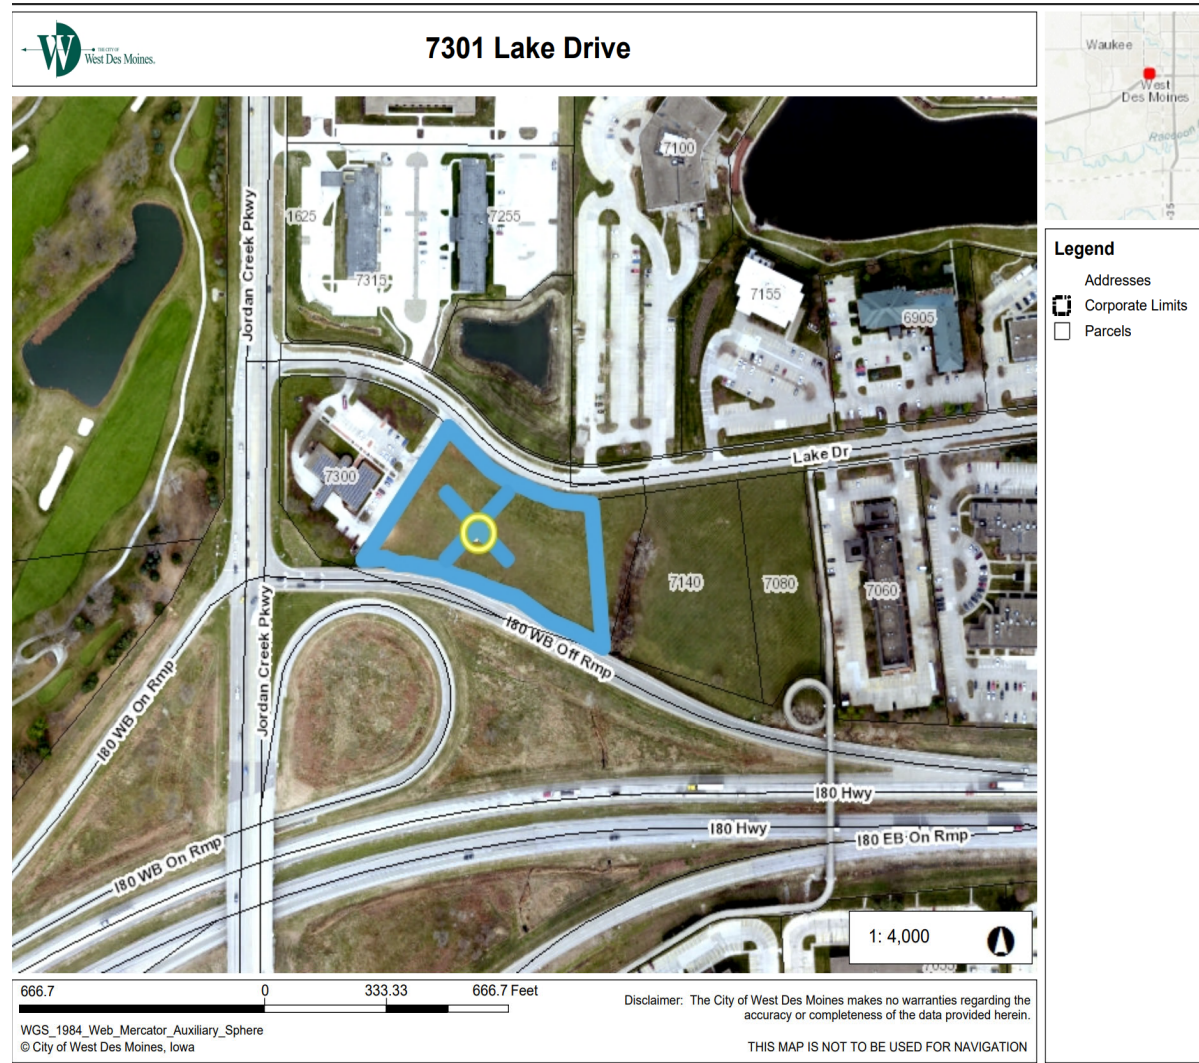 W
THE CITY OF
West Des Moines.
7301 Lake Drive
Waukee
West
Des Moines
Raccoon
35
Legend
Addresses
Corporate Limits
Parcels
7100
Jordan Creek Pkwy
1625
7255
7315
7155
6905
Lake Dr
7300
7140
7080
7060
I80 WB Off Rmp
Jordan Creek Pkwy
I80 WB On Rmp
I80 Hwy
I80 Hwy
I80 EB On Rmp
I80 WB On Rmp
1: 4,000
666.7
0
333.33
666.7 Feet
WGS_1984_Web_Mercator_Auxiliary_Sphere
© City of West Des Moines, Iowa
Disclaimer: The City of West Des Moines makes no warranties regarding the
accuracy or completeness of the data provided herein.
THIS MAP IS NOT TO BE USED FOR NAVIGATION